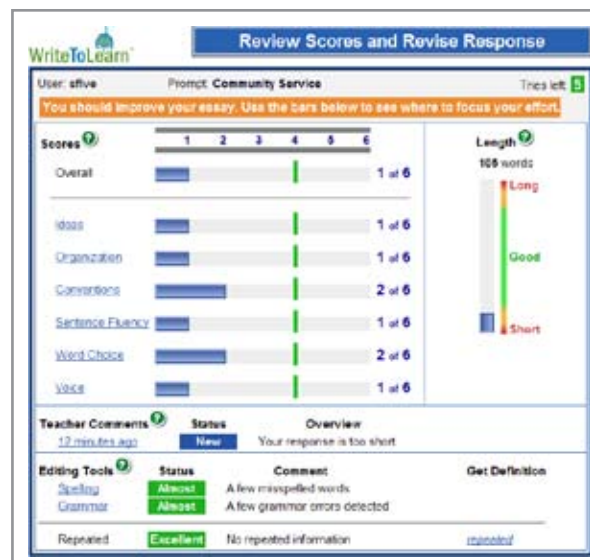 WriteToLearn
Review Scores and Revise Response
User: sfive Prompt: Community Service Tries left: 5
You should improve your essay. Use the bars below to see where to focus your effort.
Scores ? 1 2 3 4 5 6 Length ?
Overall 1 of 6 106 words
Long
Ideas 1 of 6
Organization 1 of 6 Good
Conventions 2 of 6
Sentence Fluency 1 of 6 Short
Word Choice 2 of 6
Voice 1 of 6
Teacher Comments ? Status Overview
12 minutes ago New Your response is too short
Editing Tools ? Status Comment Get Definition
Spelling Almost A few misspelled words
Grammar Almost A few grammar errors detected
Repeated Excellent No repeated information repeated